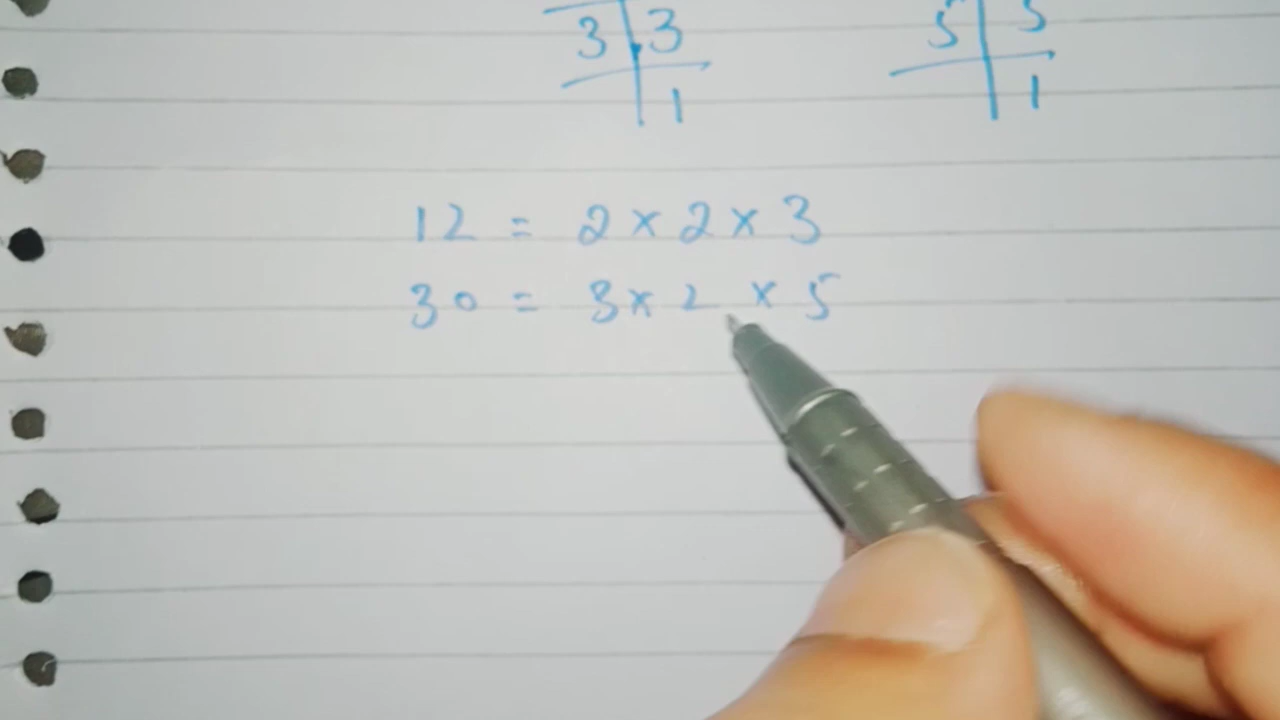 3 3
1
5 5
1
12 = 2 × 2 × 3
30 = 3 × 2 × 5